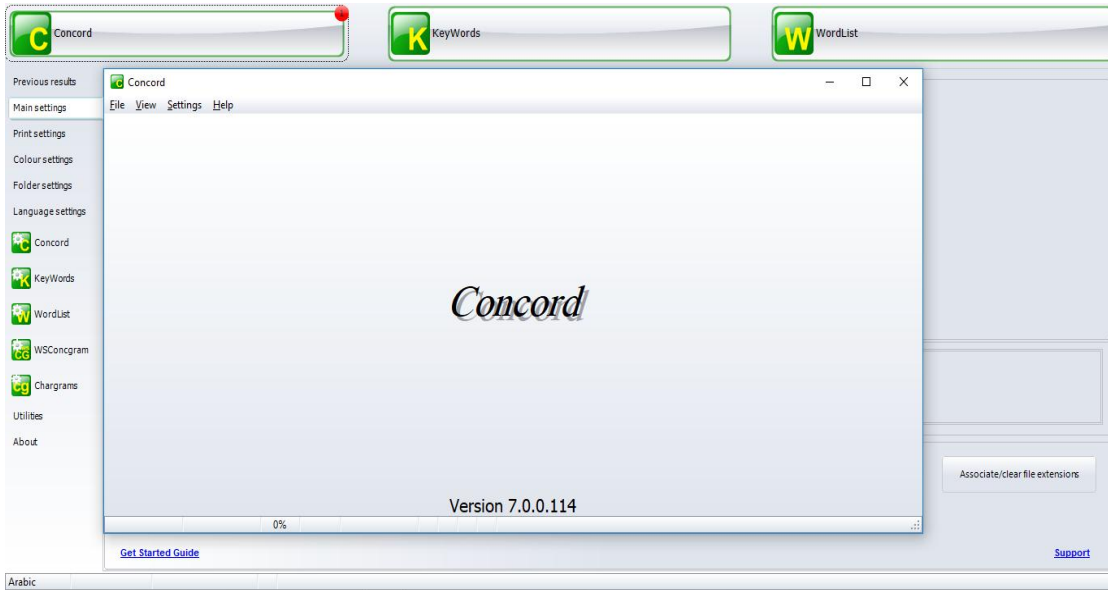 C Concord
K KeyWords
W WordList
Previous results
Main settings
Print settings
Colour settings
Folder settings
Language settings
C Concord
K KeyWords
W WordList
CG WSConcgram
cg Chargrams
Utilities
About
C Concord
File View Settings Help
Concord
Version 7.0.0.114
0%
Associate/clear file extensions
Get Started Guide
Support
Arabic